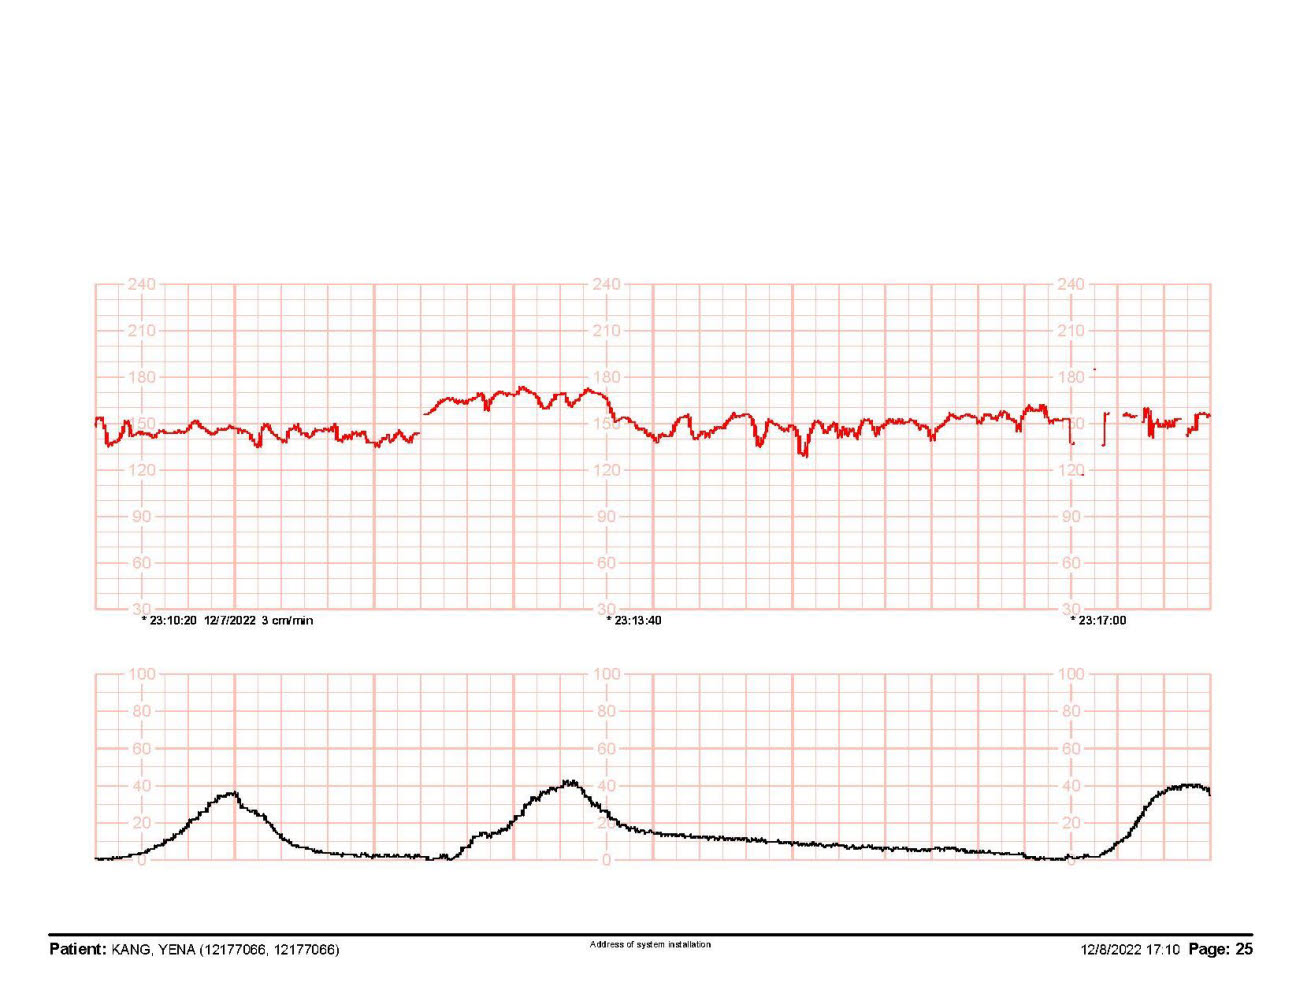 240 240 240
210 210 210
180 180 180
150 150 150
120 120 120
90 90 90
60 60 60
30 30 30
* 23:10:20 12/7/2022 3 cm/min * 23:13:40 * 23:17:00
100 100 100
80 80 80
60 60 60
40 40 40
20 20 20
0 0 0
Patient: KANG, YENA (12177066, 12177066) Address of system installation 12/8/2022 17:10 Page: 25